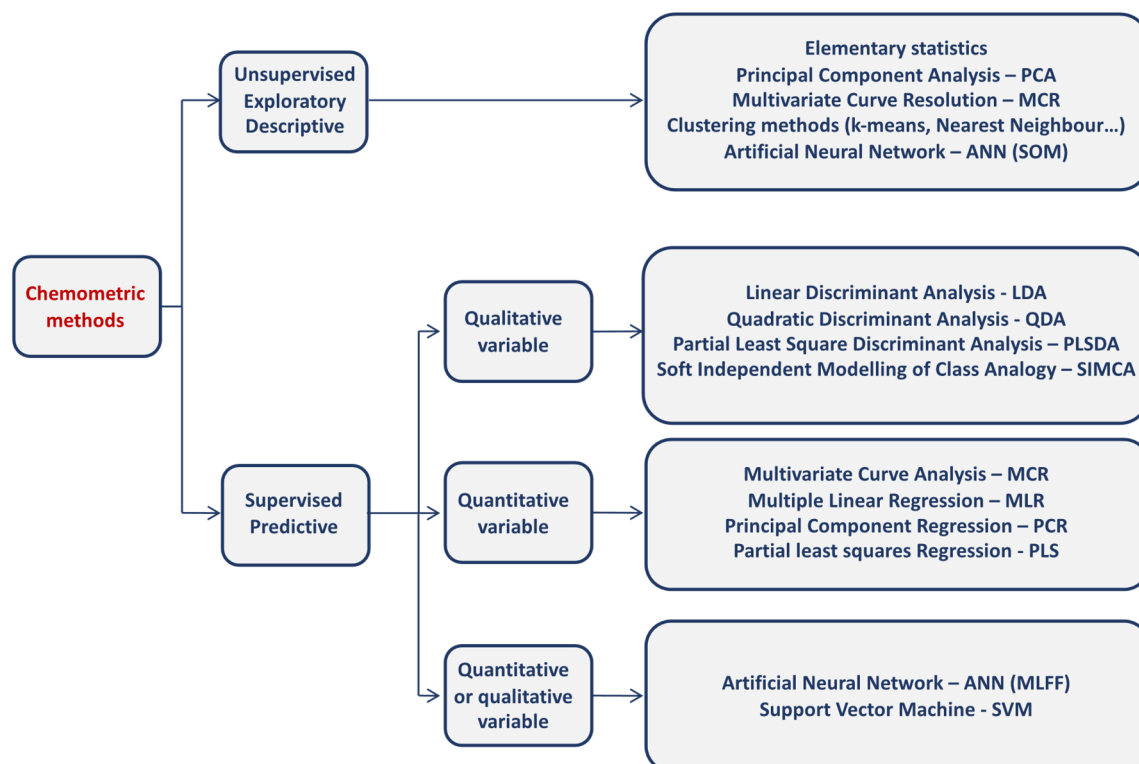 Unsupervised
Exploratory
Descriptive
Elementary statistics
Principal Component Analysis – PCA
Multivariate Curve Resolution – MCR
Clustering methods (k-means, Nearest Neighbour…)
Artificial Neural Network – ANN (SOM)
Chemometric
methods
Qualitative
variable
Linear Discriminant Analysis - LDA
Quadratic Discriminant Analysis - QDA
Partial Least Square Discriminant Analysis – PLSDA
Soft Independent Modelling of Class Analogy – SIMCA
Supervised
Predictive
Quantitative
variable
Multivariate Curve Analysis – MCR
Multiple Linear Regression – MLR
Principal Component Regression – PCR
Partial least squares Regression - PLS
Quantitative
or qualitative
variable
Artificial Neural Network – ANN (MLFF)
Support Vector Machine - SVM